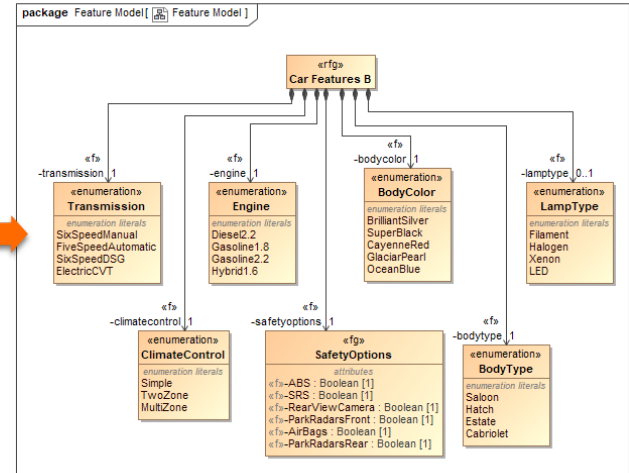 package Feature Model[ Feature Model ]
«rfg»
Car Features B
«f»
-transmission 1
«enumeration»
Transmission
enumeration literals
SixSpeedManual
FiveSpeedAutomatic
SixSpeedDSG
ElectricCVT
«f»
-engine 1
«enumeration»
Engine
enumeration literals
Diesel2.2
Gasoline1.8
Gasoline2.2
Hybrid1.6
«f»
-bodycolor 1
«enumeration»
BodyColor
enumeration literals
BrilliantSilver
SuperBlack
CayenneRed
GlaciarPearl
OceanBlue
«f»
-lamptype 0..1
«enumeration»
LampType
enumeration literals
Filament
Halogen
Xenon
LED
«f»
-climatecontrol 1
«enumeration»
ClimateControl
enumeration literals
Simple
TwoZone
MultiZone
«f»
-safetyoptions 1
«fg»
SafetyOptions
attributes
«f»-ABS : Boolean [1]
«f»-SRS : Boolean [1]
«f»-RearViewCamera : Boolean [1]
«f»-ParkRadarsFront : Boolean [1]
«f»-AirBags : Boolean [1]
«f»-ParkRadarsRear : Boolean [1]
«f»
-bodytype 1
«enumeration»
BodyType
enumeration literals
Saloon
Hatch
Estate
Cabriolet